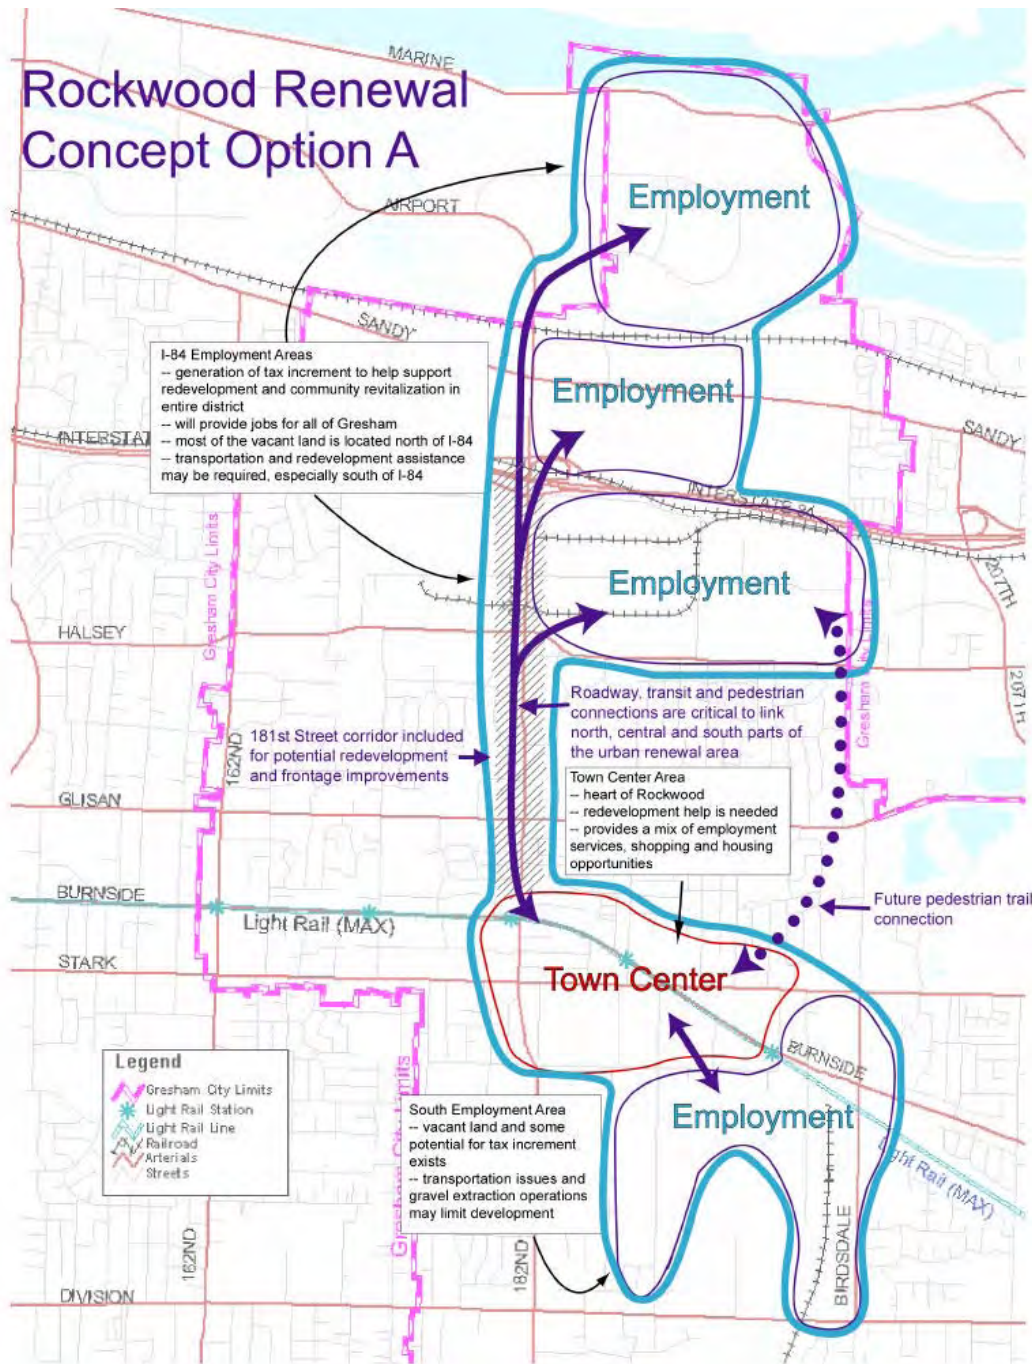 Rockwood Renewal
Concept Option A
MARINE
AIRPORT
Employment
SANDY
I-84 Employment Areas
-- generation of tax increment to help support
redevelopment and community revitalization in
entire district
-- will provide jobs for all of Gresham
-- most of the vacant land is located north of I-84
-- transportation and redevelopment assistance
may be required, especially south of I-84
Employment
SANDY
INTERSTAT
INTERSTATE 84
Gresham City Limits
Employment
207TH
HALSEY
Gresham City Limits
207TH
162ND
181st Street corridor included
for potential redevelopment
and frontage improvements
Roadway, transit and pedestrian
connections are critical to link
north, central and south parts of
the urban renewal area
Town Center Area
-- heart of Rockwood
-- redevelopment help is needed
-- provides a mix of employment
services, shopping and housing
opportunities
GLISAN
BURNSIDE
Light Rail (MAX)
Future pedestrian trail
connection
STARK
Town Center
BURNSIDE
Legend
Gresham City Limits
Light Rail Station
Light Rail Line
Railroad
Arterials
Streets
Gresham City Limits
South Employment Area
-- vacant land and some
potential for tax increment
exists
-- transportation issues and
gravel extraction operations
may limit development
Employment
Light Rail (MAX)
162ND
182ND
BIRDSDALE
DIVISION